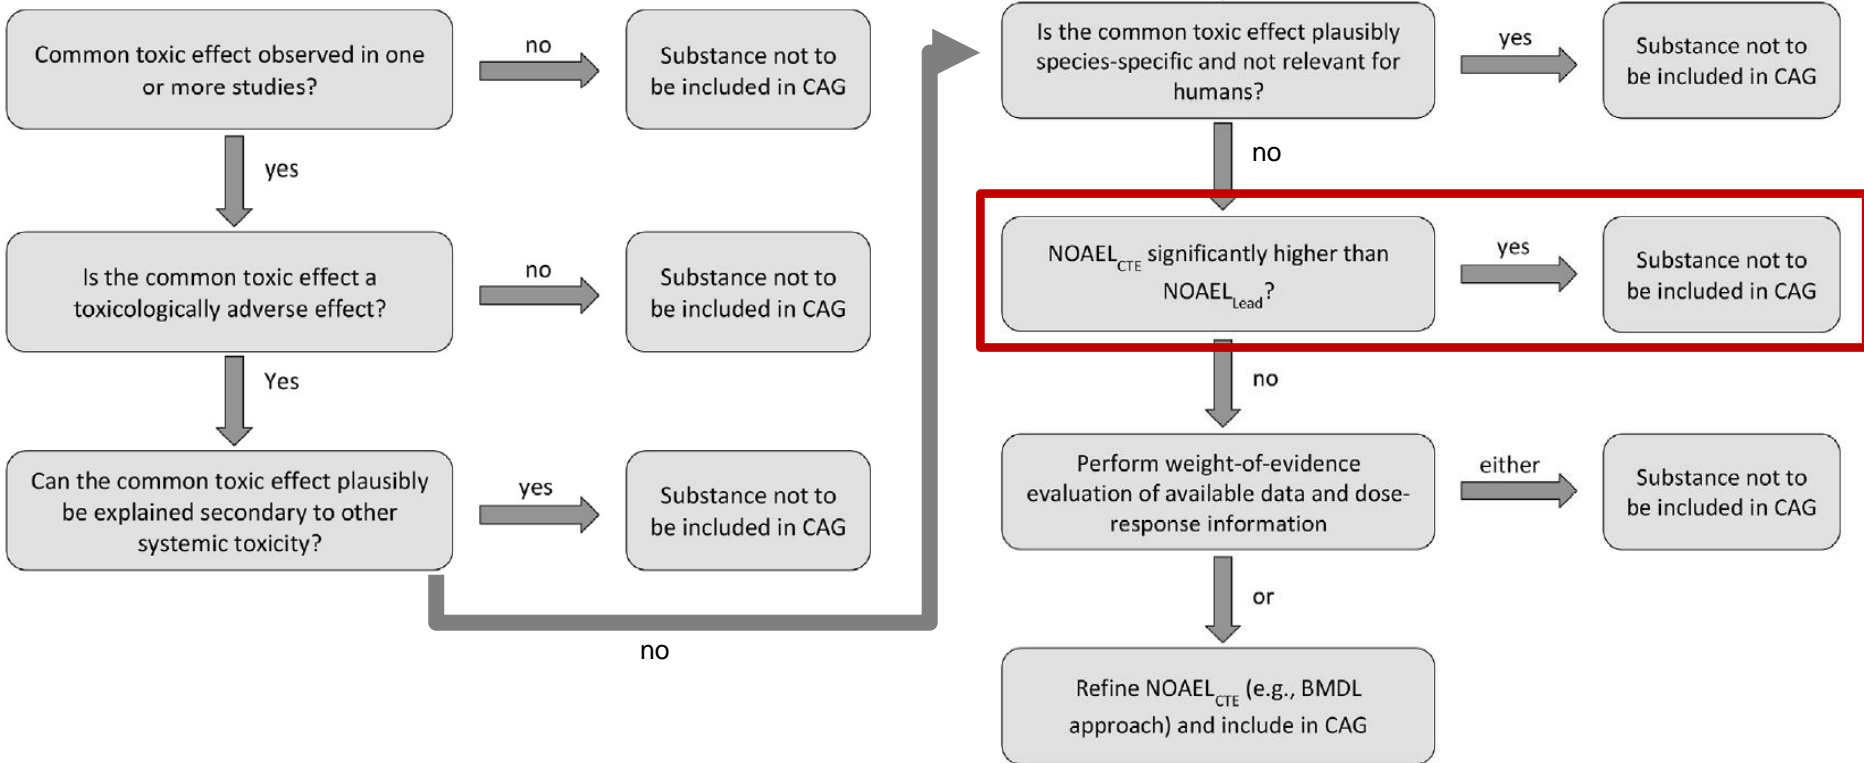 Common toxic effect observed in one
or more studies?
no
Substance not to
be included in CAG
yes
Is the common toxic effect a
toxicologically adverse effect?
no
Substance not to
be included in CAG
Yes
Can the common toxic effect plausibly
be explained secondary to other
systemic toxicity?
yes
Substance not to
be included in CAG
no
Is the common toxic effect plausibly
species-specific and not relevant for
humans?
yes
Substance not to
be included in CAG
no
NOAEL CTE significantly higher than
NOAEL Lead?
yes
Substance not to
be included in CAG
no
Perform weight-of-evidence
evaluation of available data and dose-
response information
either
Substance not to
be included in CAG
or
Refine NOAEL CTE (e.g., BMDL
approach) and include in CAG